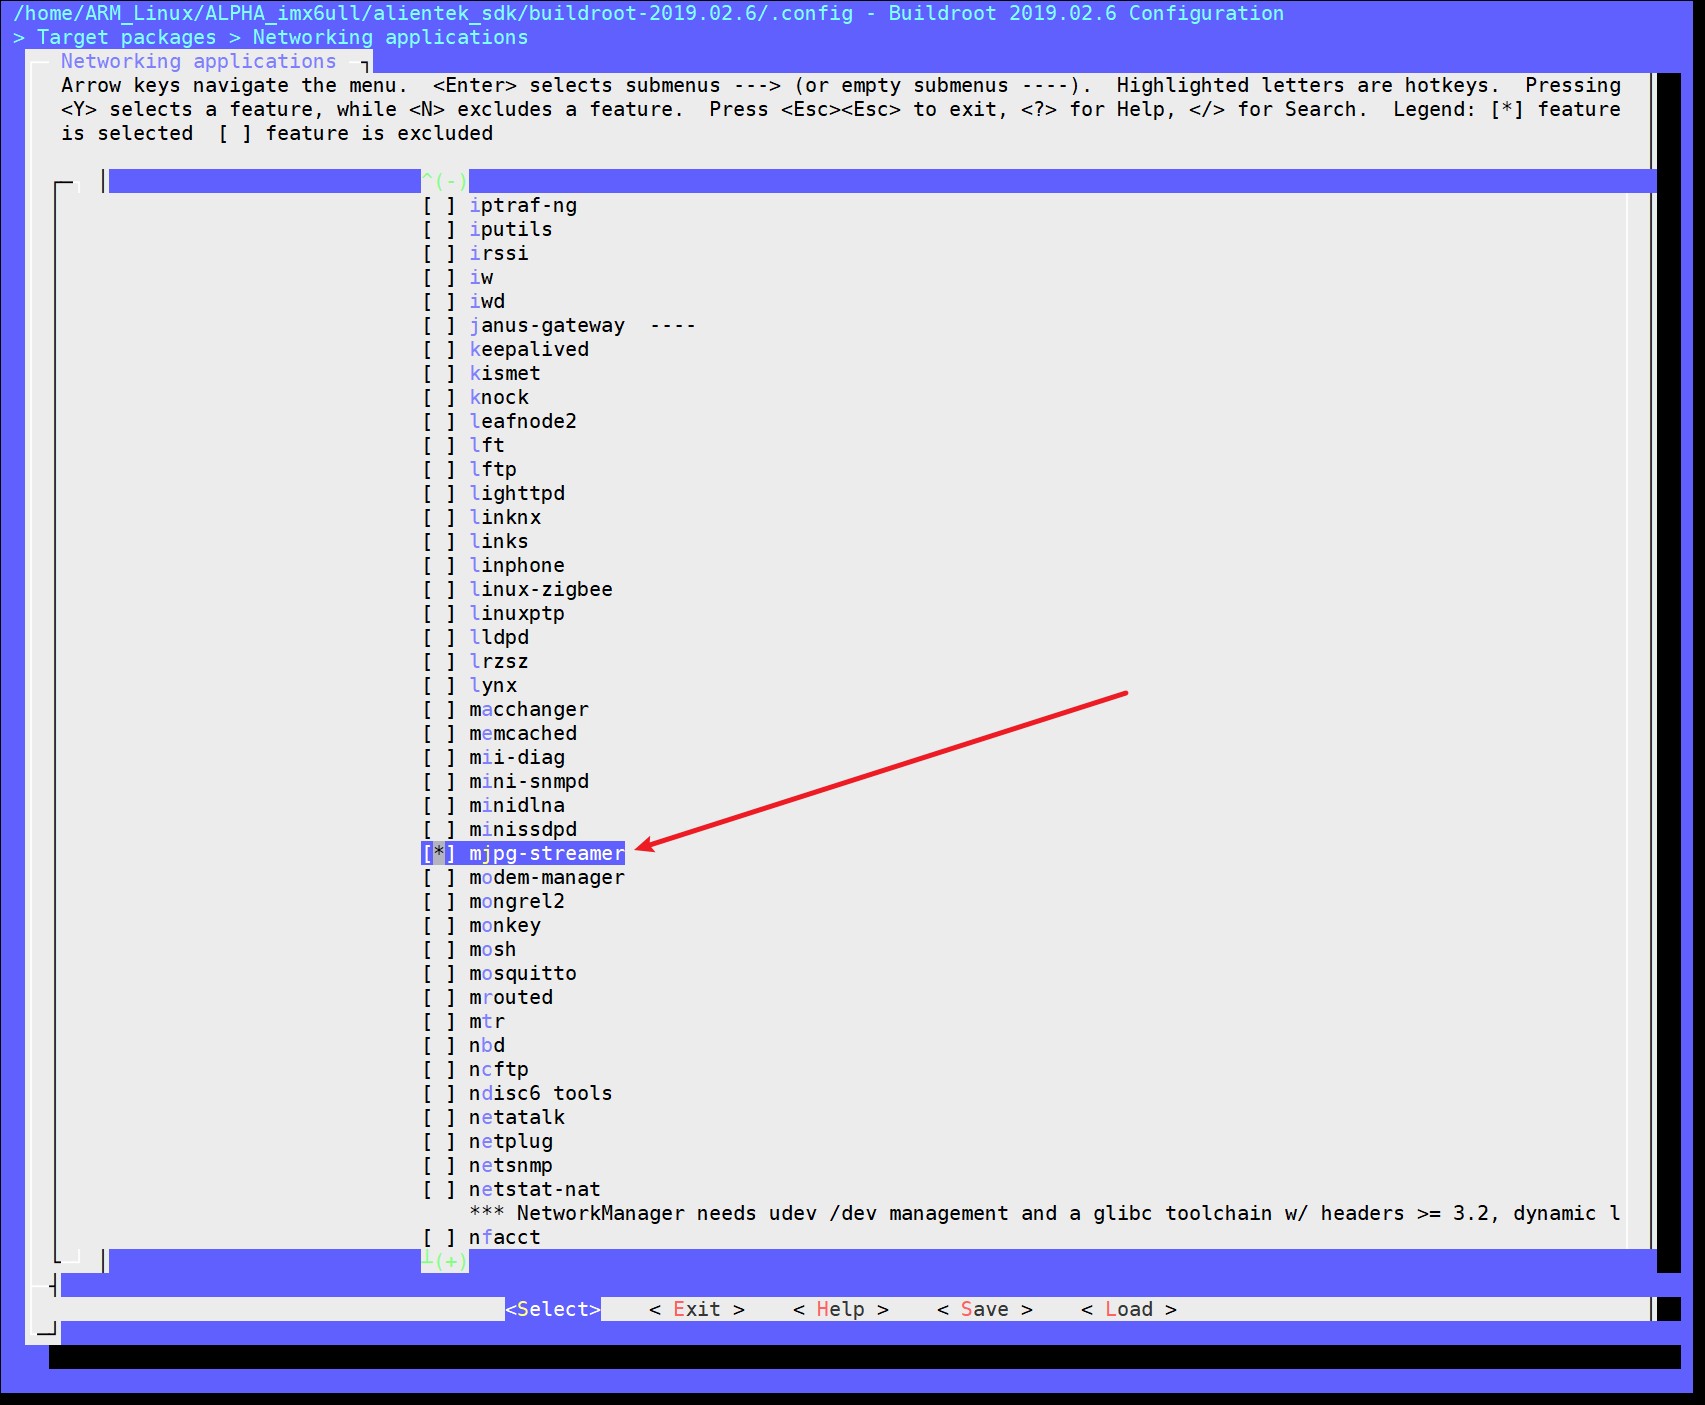 /home/ARM_Linux/ALPHA_imx6ull/alientek_sdk/buildroot-2019.02.6/.config - Buildroot 2019.02.6 Configuration
> Target packages > Networking applications
Networking applications
Arrow keys navigate the menu.  <Enter> selects submenus ---> (or empty submenus ----).  Highlighted letters are hotkeys.  Pressing
<Y> selects a feature, while <N> excludes a feature.  Press <Esc><Esc> to exit, <?> for Help, </> for Search.  Legend: [*] feature
is selected  [ ] feature is excluded
^(-)
[ ] iptraf-ng
[ ] iputils
[ ] irssi
[ ] iw
[ ] iwd
[ ] janus-gateway  ----
[ ] keepalived
[ ] kismet
[ ] knock
[ ] leafnode2
[ ] lft
[ ] lftp
[ ] lighttpd
[ ] linknx
[ ] links
[ ] linphone
[ ] linux-zigbee
[ ] linuxptp
[ ] lldpd
[ ] lrzsz
[ ] lynx
[ ] macchanger
[ ] memcached
[ ] mii-diag
[ ] mini-snmpd
[ ] minidlna
[ ] minissdpd
[*] mjpg-streamer
[ ] modem-manager
[ ] mongrel2
[ ] monkey
[ ] mosh
[ ] mosquitto
[ ] mrouted
[ ] mtr
[ ] nbd
[ ] ncftp
[ ] ndisc6 tools
[ ] netatalk
[ ] netplug
[ ] netsnmp
[ ] netstat-nat
*** NetworkManager needs udev /dev management and a glibc toolchain w/ headers >= 3.2, dynamic l
[ ] nfacct
┴(+)
<Select>    < Exit >    < Help >    < Save >    < Load >